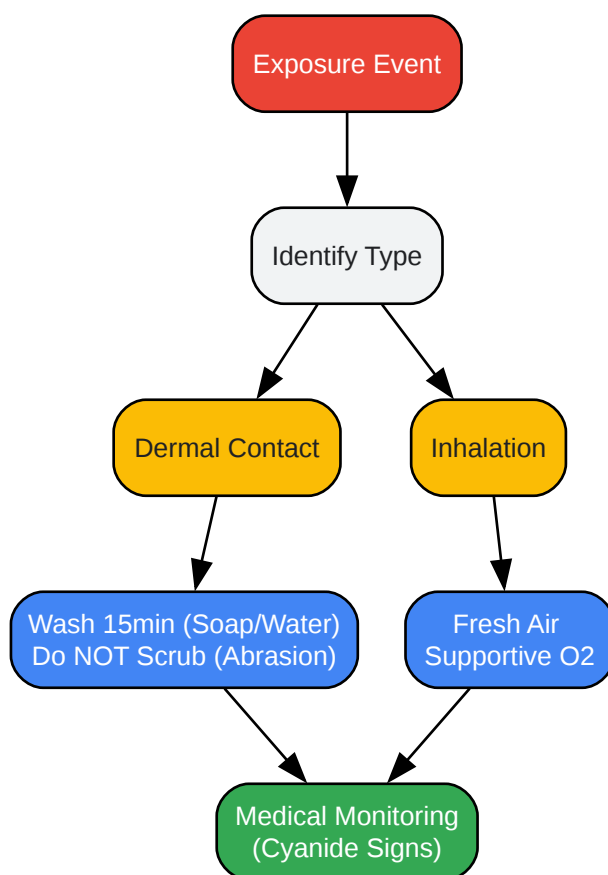 Exposure Event
Identify Type
Dermal Contact
Inhalation
Wash 15min (Soap/Water)
Do NOT Scrub (Abrasion)
Fresh Air
Supportive O2
Medical Monitoring
(Cyanide Signs)